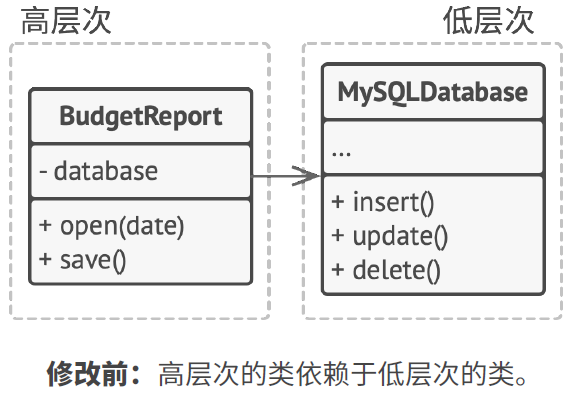 高层次
低层次
BudgetReport
- database
+ open(date)
+ save()
MySQLDatabase
...
+ insert()
+ update()
+ delete()
修改前：高层次的类依赖于低层次的类。